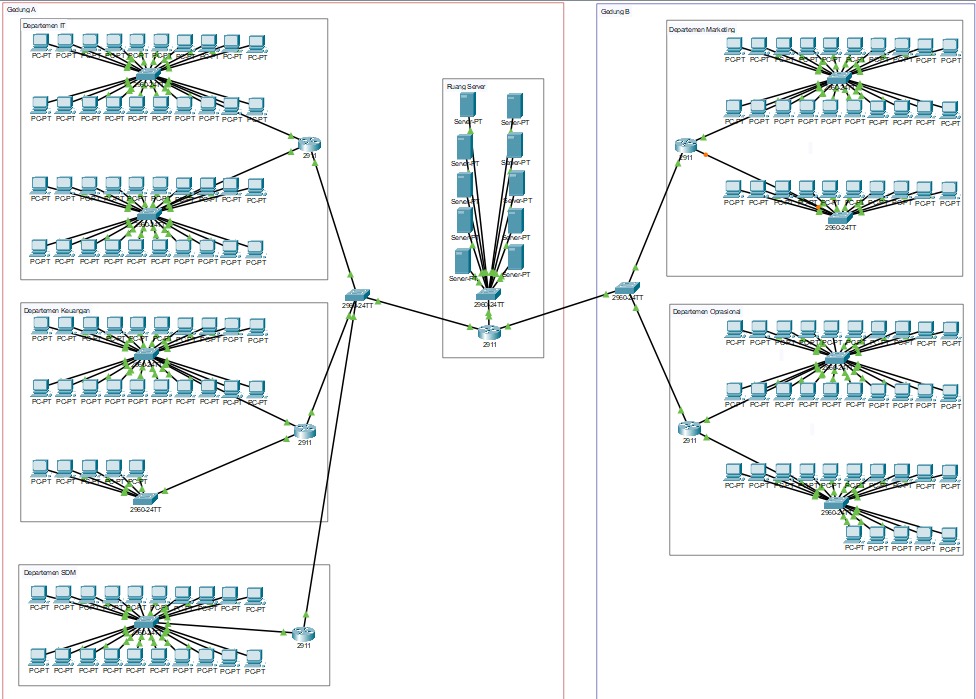 Gedung A
Departemen IT
PC-PT PC-PT PC-PT PC-PT PC-PT PC-PT PC-PT PC-PT PC-PT PC-PT
2960-24TT
PC-PT PC-PT PC-PT PC-PT PC-PT PC-PT PC-PT PC-PT PC-PT PC-PT
2911
PC-PT PC-PT PC-PT PC-PT PC-PT PC-PT PC-PT PC-PT PC-PT PC-PT
2960-24TT
PC-PT PC-PT PC-PT PC-PT PC-PT PC-PT PC-PT PC-PT PC-PT PC-PT
2960-24TT
Departemen Keuangan
PC-PT PC-PT PC-PT PC-PT PC-PT PC-PT PC-PT PC-PT PC-PT PC-PT
2960-24TT
PC-PT PC-PT PC-PT PC-PT PC-PT PC-PT PC-PT PC-PT PC-PT PC-PT
2911
PC-PT PC-PT PC-PT PC-PT PC-PT
2960-24TT
Departemen SDM
PC-PT PC-PT PC-PT PC-PT PC-PT PC-PT PC-PT PC-PT PC-PT PC-PT
2960-24TT
2911
PC-PT PC-PT PC-PT PC-PT PC-PT PC-PT PC-PT PC-PT PC-PT PC-PT
Ruang Server
Server-PT Server-PT
Server-PT Server-PT
Server-PT Server-PT
Server-PT Server-PT
Server-PT Server-PT
2960-24TT
2911
Gedung B
Departemen Marketing
PC-PT PC-PT PC-PT PC-PT PC-PT PC-PT PC-PT PC-PT PC-PT PC-PT
2960-24TT
PC-PT PC-PT PC-PT PC-PT PC-PT PC-PT PC-PT PC-PT PC-PT PC-PT
2911
PC-PT PC-PT PC-PT PC-PT PC-PT PC-PT PC-PT PC-PT PC-PT PC-PT
2960-24TT
2960-24TT
Departemen Oprasional
PC-PT PC-PT PC-PT PC-PT PC-PT PC-PT PC-PT PC-PT PC-PT PC-PT
2960-24TT
PC-PT PC-PT PC-PT PC-PT PC-PT PC-PT PC-PT PC-PT PC-PT PC-PT
2911
PC-PT PC-PT PC-PT PC-PT PC-PT PC-PT PC-PT PC-PT PC-PT PC-PT
2960-24TT
PC-PT PC-PT PC-PT PC-PT PC-PT